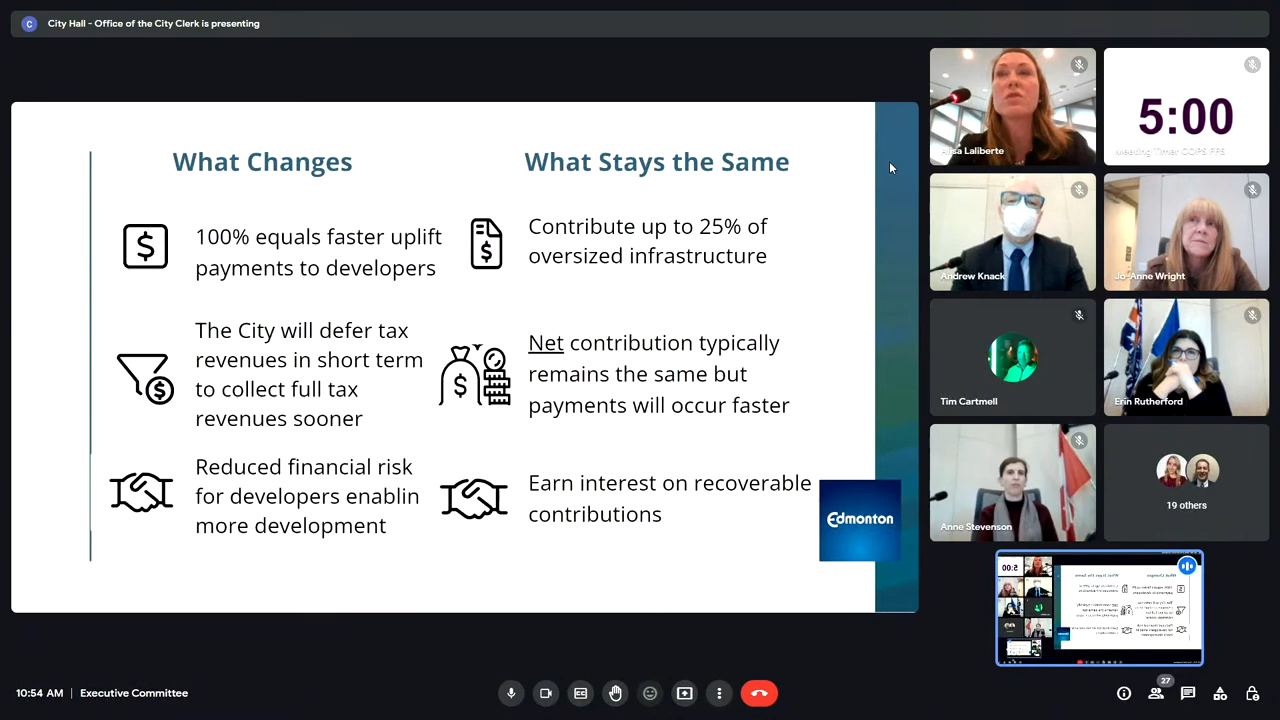 C
City Hall - Office of the City Clerk is presenting
What Changes
100% equals faster uplift
payments to developers
The City will defer tax
revenues in short term
to collect full tax
revenues sooner
Reduced financial risk
for developers enablin
more development
What Stays the Same
Contribute up to 25% of
oversized infrastructure
Net contribution typically
remains the same but
payments will occur faster
Earn interest on recoverable
contributions
Edmonton
Laliberte
5:00
Meeting Timer
Andrew Knack
Jo-Anne Wright
Tim Cartmell
Erin Rutherford
Anne Stevenson
19 others
10:54 AM | Executive Committee
27